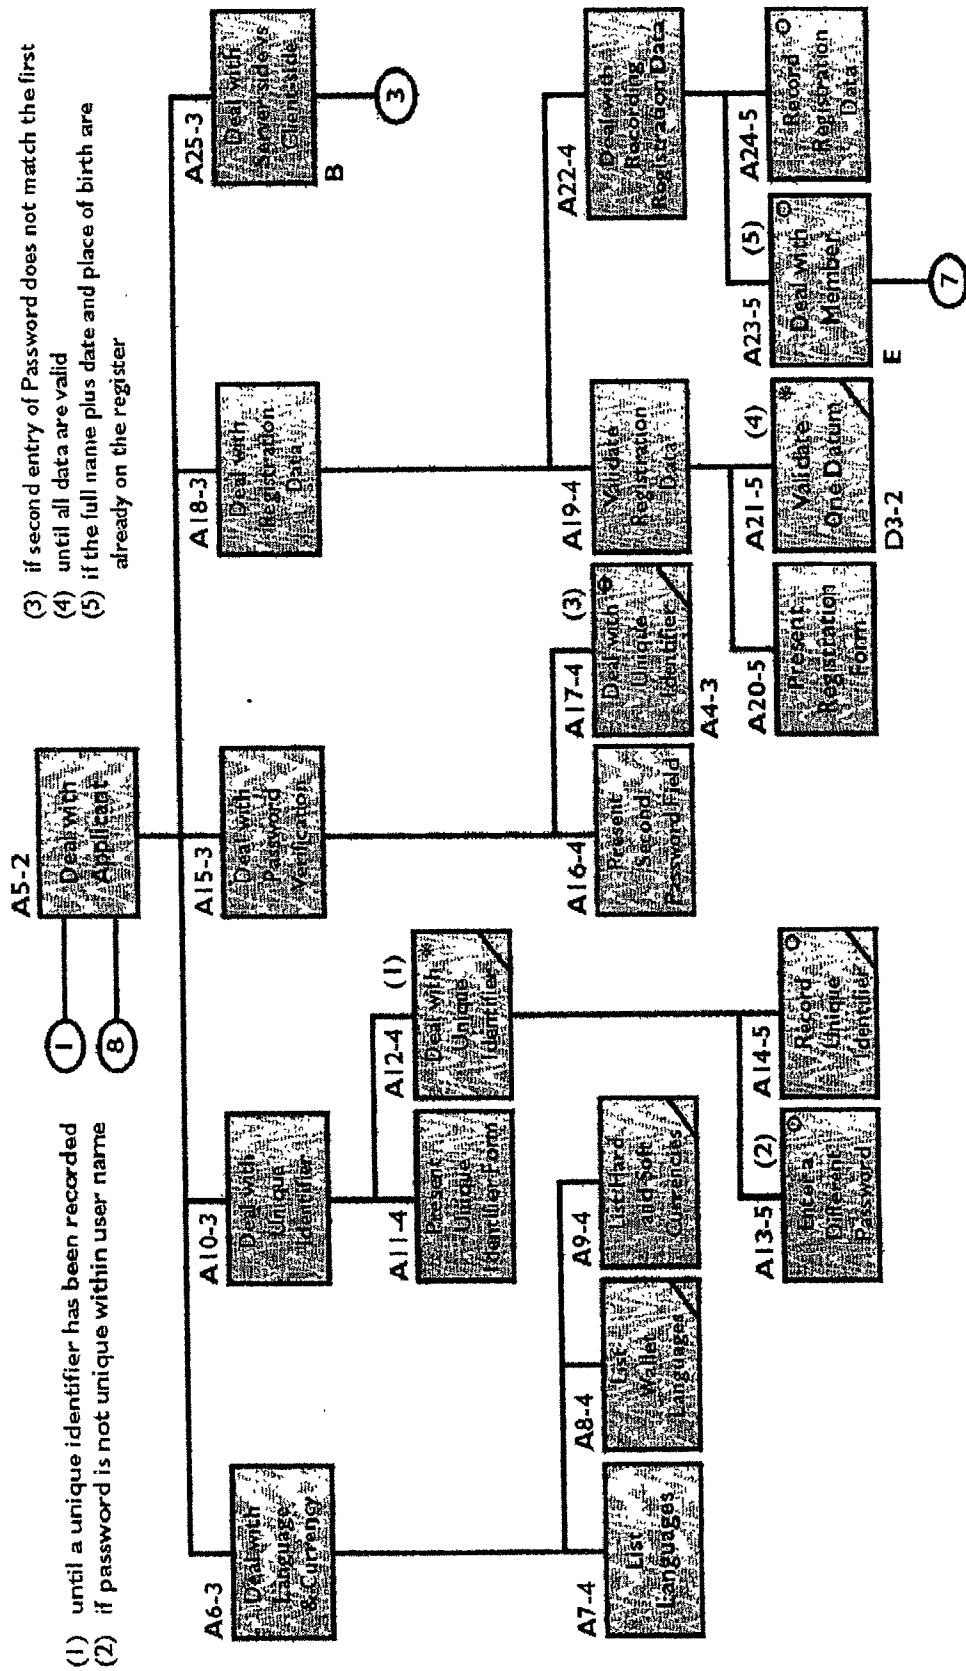 (1) until a unique identifier has been recorded
(2) if password is not unique within user name
(3) if second entry of Password does not match the first
(4) until all data are valid
(5) if the full name plus date and place of birth are
already on the register
A5-2
Deal with
Applicant
1
8
A6-3
Deal with
Language
& Currency
A10-3
Deal with
Unique
Identifier
A15-3
Deal with
Password
Verification
A18-3
Deal with
Registration
Data
A25-3
Deal with
Server-side vs
Client-side
B
3
A11-4
Present
Unique
Identifier Form
A12-4
(1)
Deal with *
Unique
Identifier
A7-4
List
Languages
A8-4
List
Wallet
Languages
A9-4
List Hard
and Soft
Currencies
A16-4
Present
Second
Password Field
A17-4
(3)
Deal with
Unique
Identifier
A4-3
A19-4
Validate
Registration
Data
A22-4
Deal with
Recording
Registration Data
A13-5
(2)
Enter a
Different
Password
A14-5
Record
Unique
Identifier
A20-5
Present
Registration
Form
A21-5
(4)
Validate *
One Datum
D3-2
A23-5
(5)
Deal with
Member
E
7
A24-5
Record
Registration
Data